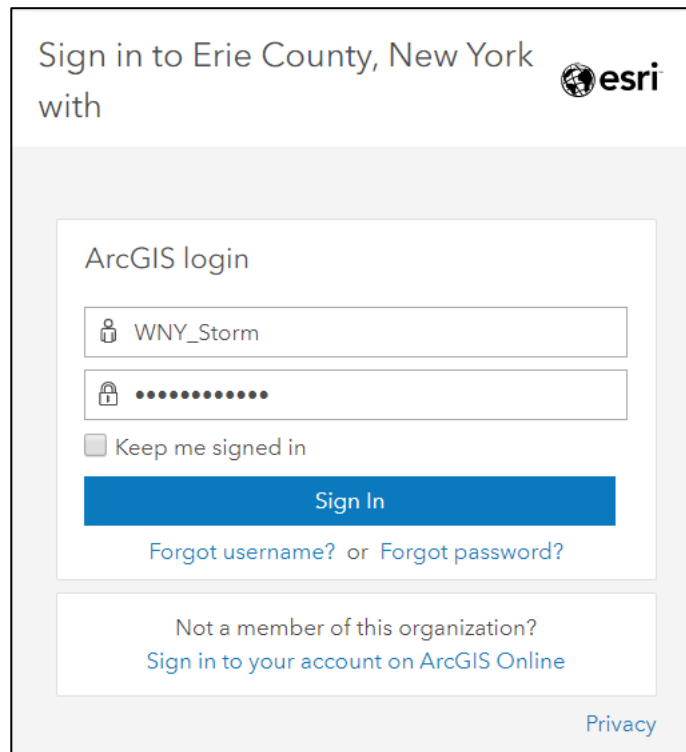 Sign in to Erie County, New York
with
esri
ArcGIS login
WNY_Storm
••••••••••••
Keep me signed in
Sign In
Forgot username? or Forgot password?
Not a member of this organization?
Sign in to your account on ArcGIS Online
Privacy